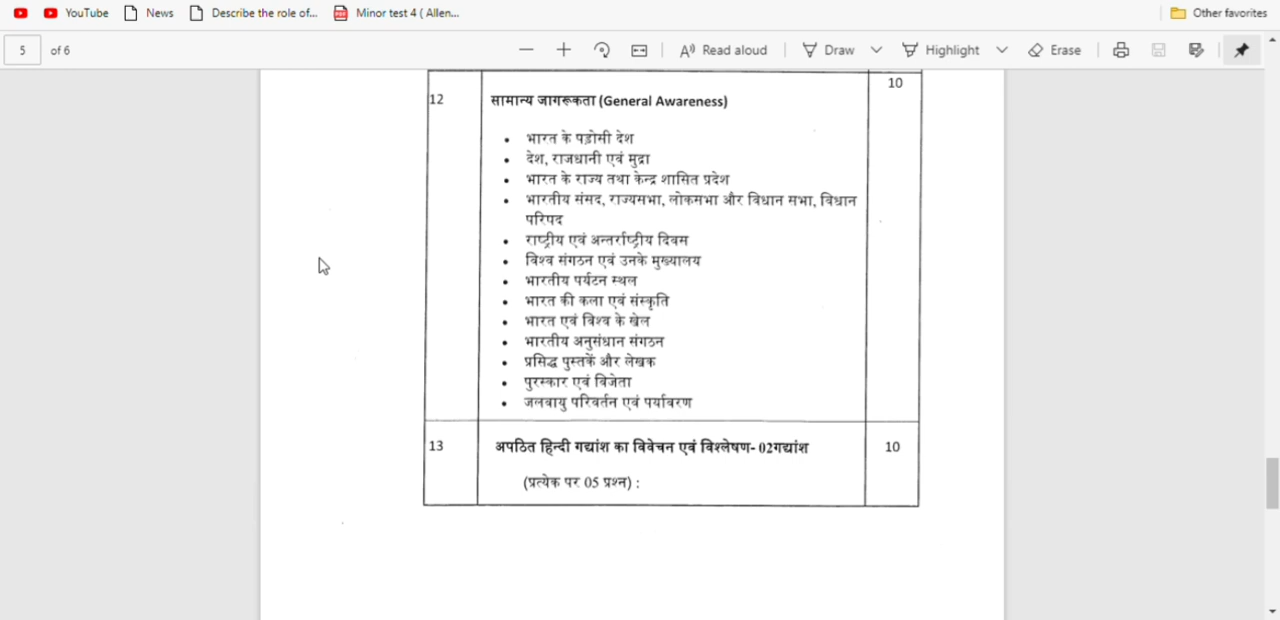 YouTube News Describe the role of... Minor test 4 ( Allen... Other favorites
5 of 6 Read aloud Draw Highlight Erase
10
12 सामान्य जागरूकता (General Awareness)
• भारत के पड़ोसी देश
• देश, राजधानी एवं मुद्रा
• भारत के राज्य तथा केन्द्र शासित प्रदेश
• भारतीय संसद, राज्यसभा, लोकसभा और विधान सभा, विधान
परिषद
• राष्ट्रीय एवं अन्तर्राष्ट्रीय दिवस
• विश्व संगठन एवं उनके मुख्यालय
• भारतीय पर्यटन स्थल
• भारत की कला एवं संस्कृति
• भारत एवं विश्व के खेल
• भारतीय अनुसंधान संगठन
• प्रसिद्ध पुस्तकें और लेखक
• पुरस्कार एवं विजेता
• जलवायु परिवर्तन एवं पर्यावरण
13 अपठित हिन्दी गद्यांश का विवेचन एवं विश्लेषण- 02गद्यांश 10
(प्रत्येक पर 05 प्रश्न) :